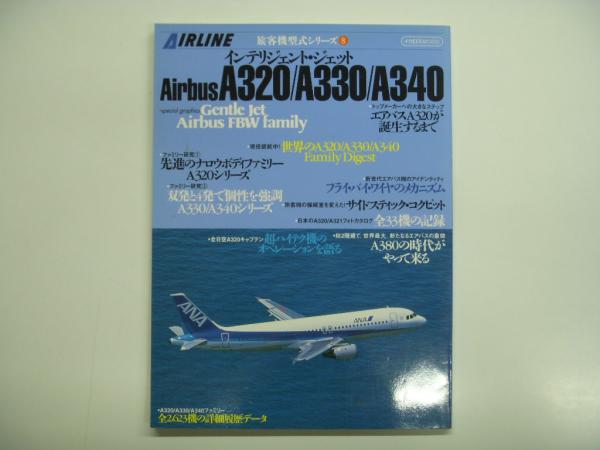 AIRLINE
旅客機型式シリーズ 8
イカロスMOOK
インテリジェント・ジェット
Airbus A320/A330/A340
special graphics Gentle Jet
Airbus FBW family
•トップメーカーへの大きなステップ
エアバスA320が
誕生するまで
•現役続航中!
世界のA320/A330/A340
Family Digest
•ファミリー研究①
先進のナロウボディファミリー
A320シリーズ
•新世代エアバス機のアイデンティティ
フライ・バイ・ワイヤのメカニズム
•ファミリー研究②
双発と4発で個性を強調
A330/A340シリーズ
•旅客機の操縦室を変えた!
サイドスティック・コクピット
•日本のA320/A321フォトカタログ
全33機の記録
•全日空A320キャプテン
超ハイテク機の
オペレーションを語る
•総2階建て、世界最大、新たなるエアバスの象徴
A380の時代が
やって来る
ANA
ANA
•A320/A330/A340ファミリー
全2,623機の詳細履歴データ